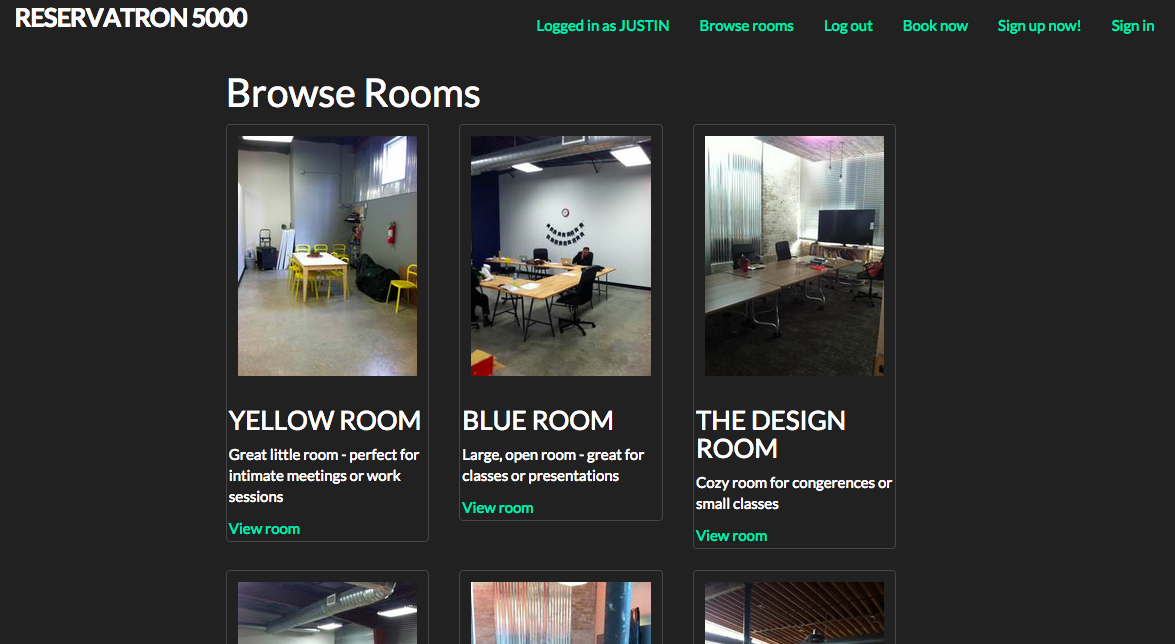 RESERVATRON 5000
Logged in as JUSTIN Browse rooms Log out Book now Sign up now! Sign in
Browse Rooms
YELLOW ROOM
Great little room - perfect for
intimate meetings or work
sessions
View room
BLUE ROOM
Large, open room - great for
classes or presentations
View room
THE DESIGN
ROOM
Cozy room for congerences or
small classes
View room